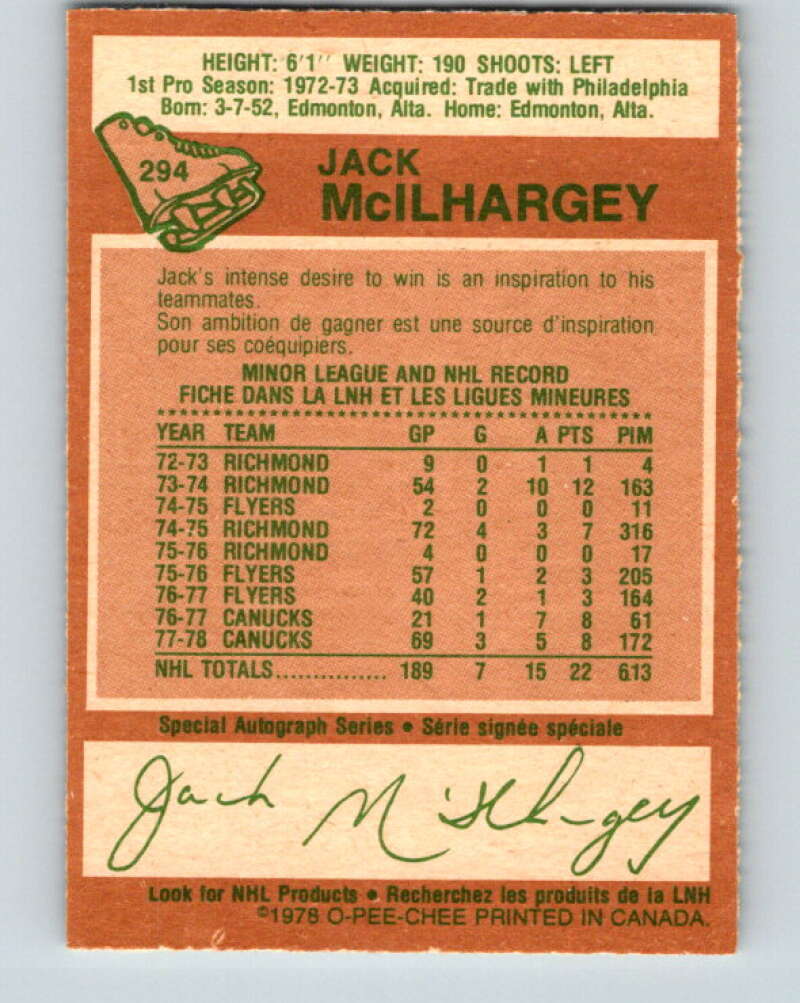 HEIGHT: 6'1'' WEIGHT: 190 SHOOTS: LEFT
1st Pro Season: 1972-73 Acquired: Trade with Philadelphia
Born: 3-7-52, Edmonton, Alta. Home: Edmonton, Alta.
294
JACK
McILHARGEY
Jack's intense desire to win is an inspiration to his
teammates.
Son ambition de gagner est une source d'inspiration
pour ses coéquipiers.
MINOR LEAGUE AND NHL RECORD
FICHE DANS LA LNH ET LES LIGUES MINEURES
YEAR TEAM GP G A PTS PIM
72-73 RICHMOND 9 0 1 1 4
73-74 RICHMOND 54 2 10 12 163
74-75 FLYERS 2 0 0 0 11
74-75 RICHMOND 72 4 3 7 316
75-76 RICHMOND 4 0 0 0 17
75-76 FLYERS 57 1 2 3 205
76-77 FLYERS 40 2 1 3 164
76-77 CANUCKS 21 1 7 8 61
77-78 CANUCKS 69 3 5 8 172
NHL TOTALS............... 189 7 15 22 613
Special Autograph Series • Série signée spéciale
Jack McIlhargey
Look for NHL Products • Recherchez les produits de la LNH
©1978 O-PEE-CHEE PRINTED IN CANADA.